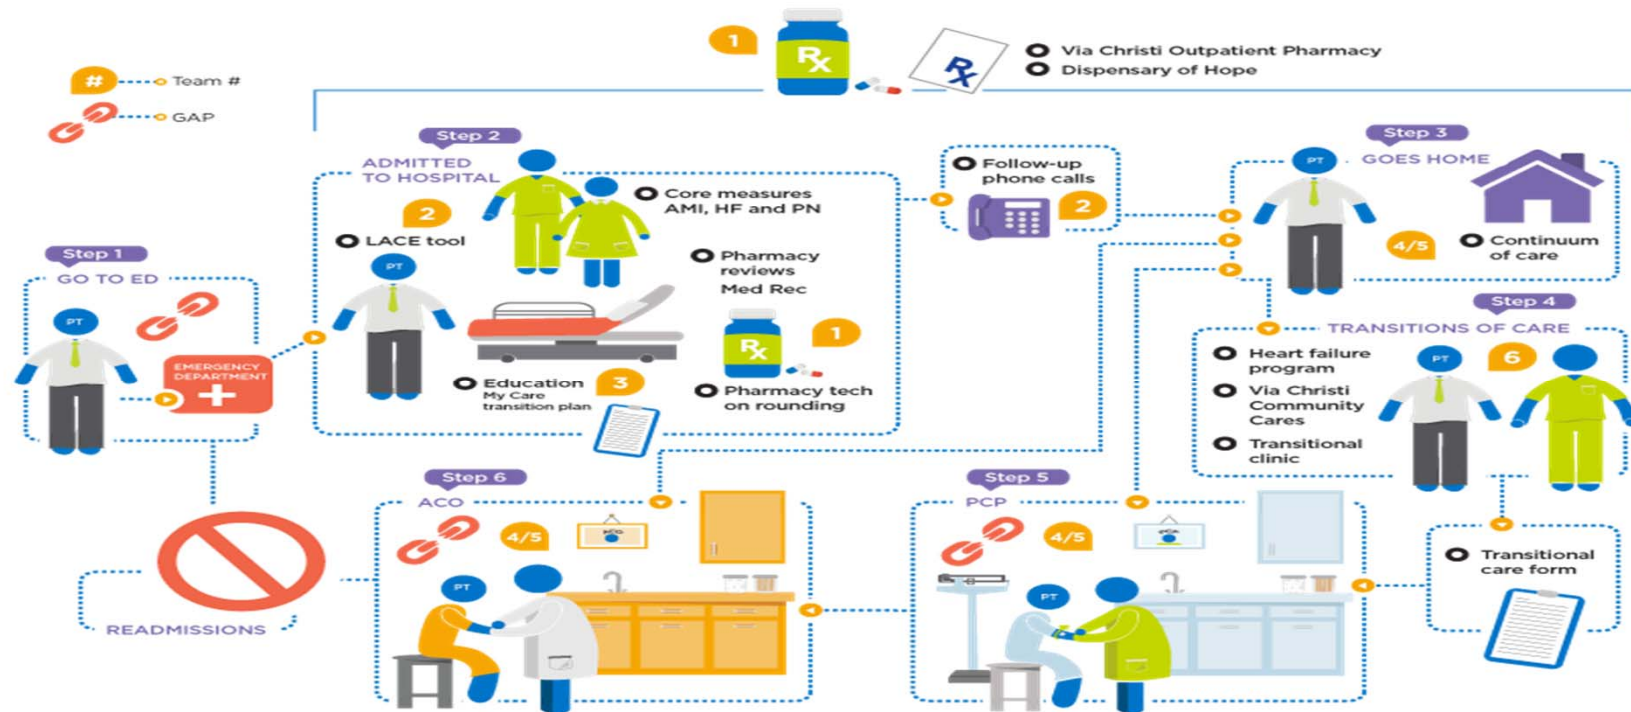 1
Rx
Rx
Via Christi Outpatient Pharmacy
Dispensary of Hope
# Team #
GAP
Step 1
GO TO ED
PT
EMERGENCY
DEPARTMENT
Step 2
ADMITTED
TO HOSPITAL
2
LACE tool
PT
Core measures
AMI, HF and PN
Pharmacy
reviews
Med Rec
Rx
1
Pharmacy tech
on rounding
Education
My Care
transition plan
3
Follow-up
phone calls
2
Step 3
GOES HOME
PT
4/5
Continuum
of care
Step 4
TRANSITIONS OF CARE
Heart failure
program
Via Christi
Community
Cares
Transitional
clinic
PT
6
Transitional
care form
Step 5
PCP
4/5
PT
Step 6
ACO
4/5
PT
READMISSIONS